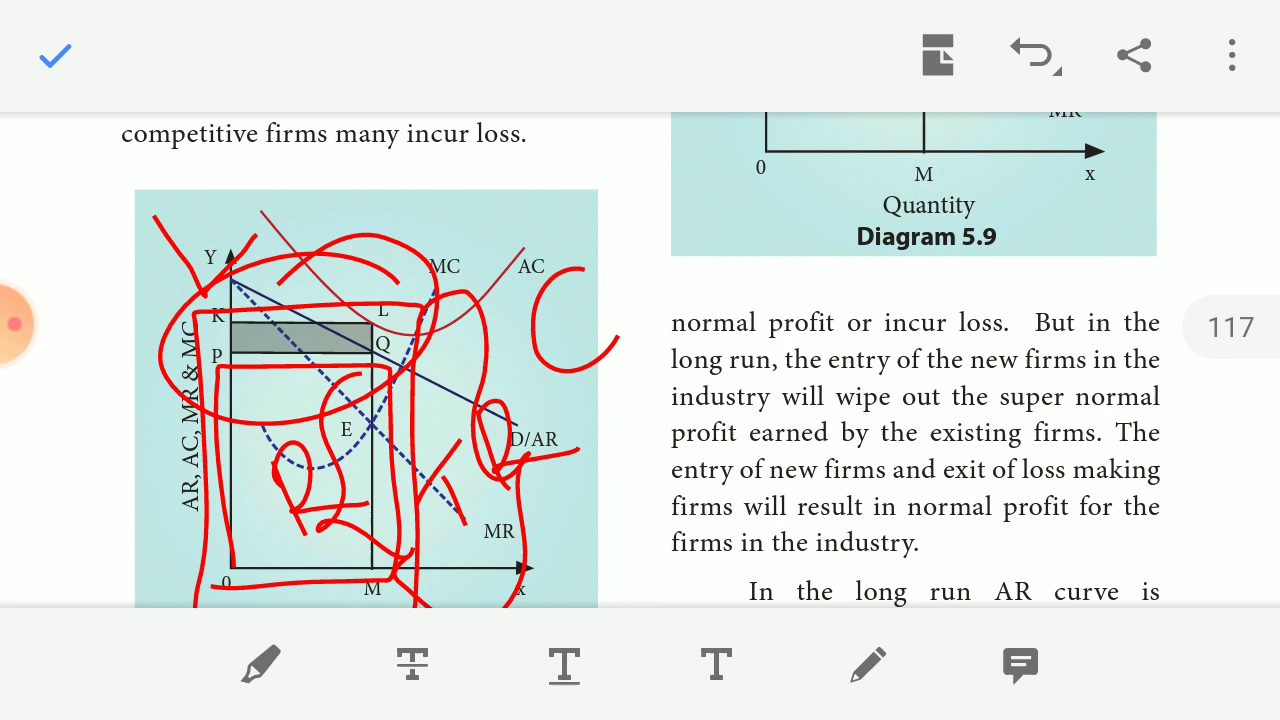 competitive firms many incur loss.
Y
MC
AC
K
L
P
Q
AR, AC, MR & MC
E
D/AR
MR
0
M
x
MR
0
M
x
Quantity
Diagram 5.9
normal profit or incur loss. But in the
long run, the entry of the new firms in the
industry will wipe out the super normal
profit earned by the existing firms. The
entry of new firms and exit of loss making
firms will result in normal profit for the
firms in the industry.
In the long run AR curve is
117